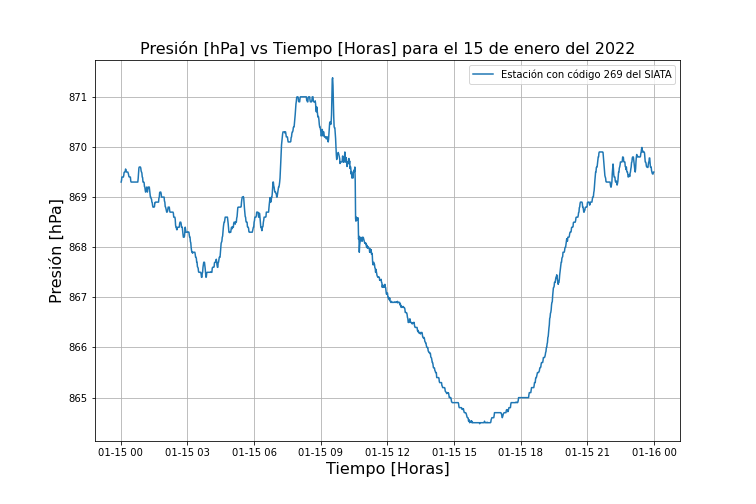 Presión [hPa] vs Tiempo [Horas] para el 15 de enero del 2022
Estación con código 269 del SIATA
871
870
869
868
867
866
865
Presión [hPa]
01-15 00 01-15 03 01-15 06 01-15 09 01-15 12 01-15 15 01-15 18 01-15 21 01-16 00
Tiempo [Horas]